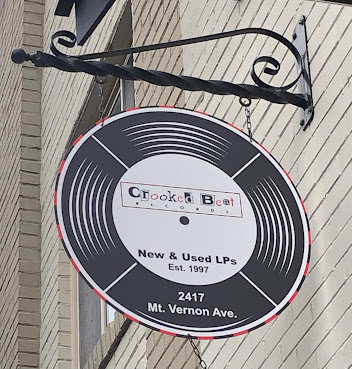 Crooked Beat
RECORDS
New & Used LPs
Est. 1997
2417
Mt. Vernon Ave.